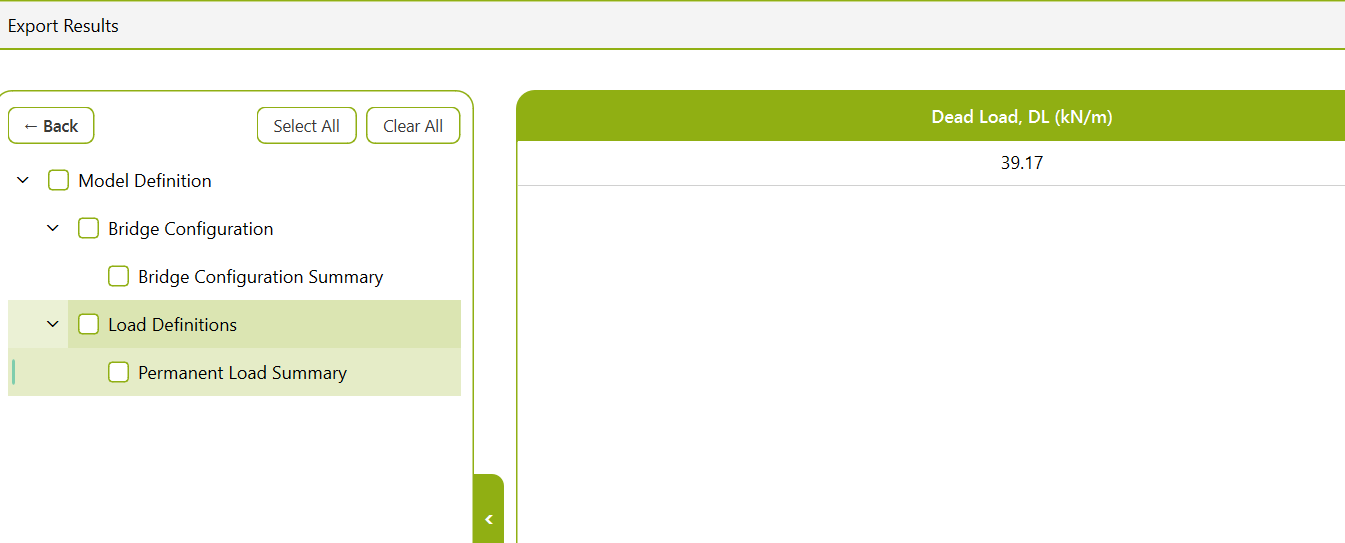 Export Results
← Back
Select All
Clear All
Model Definition
Bridge Configuration
Bridge Configuration Summary
Load Definitions
Permanent Load Summary
Dead Load, DL (kN/m)
39.17